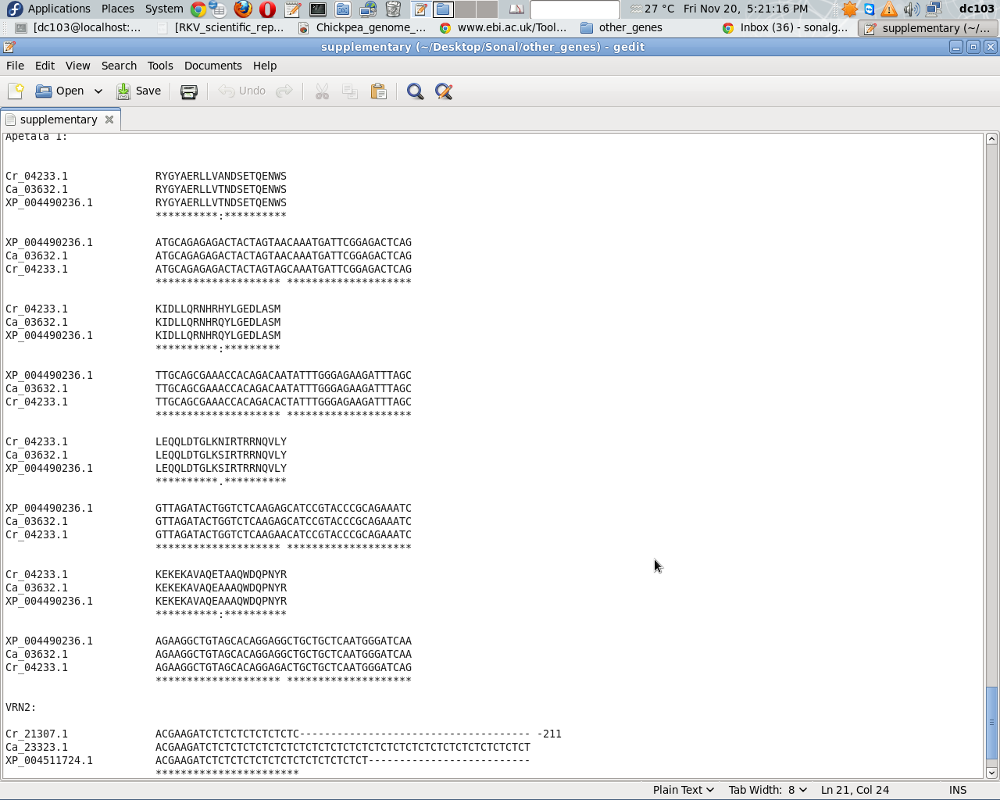 Applications Places System 27 °C Fri Nov 20, 5:21:16 PM dc103
[dc103@localhost:... [RKV_scientific_rep... Chickpea_genome_... www.ebi.ac.uk/Tool... other_genes Inbox (36) - sonalg... supplementary (~/...
supplementary (~/Desktop/Sonal/other_genes) - gedit
File Edit View Search Tools Documents Help
Open Save Undo
supplementary
Apetala 1:
Cr_04233.1 RYGYAERLLVANDSETQENWS
Ca_03632.1 RYGYAERLLVTNDSETQENWS
XP_004490236.1 RYGYAERLLVTNDSETQENWS
**********:**********
XP_004490236.1 ATGCAGAGAGACTACTAGTAACAAATGATTCGGAGACTCAG
Ca_03632.1 ATGCAGAGAGACTACTAGTAACAAATGATTCGGAGACTCAG
Cr_04233.1 ATGCAGAGAGACTACTAGTAGCAAATGATTCGGAGACTCAG
******************** ********************
Cr_04233.1 KIDLLQRNHRHYLGEDLASM
Ca_03632.1 KIDLLQRNHRQYLGEDLASM
XP_004490236.1 KIDLLQRNHRQYLGEDLASM
**********:*********
XP_004490236.1 TTGCAGCGAAACCACAGACAATATTTGGGAGAAGATTTAGC
Ca_03632.1 TTGCAGCGAAACCACAGACAATATTTGGGAGAAGATTTAGC
Cr_04233.1 TTGCAGCGAAACCACAGACACTATTTGGGAGAAGATTTAGC
******************** ********************
Cr_04233.1 LEQQLDTGLKNIRTRRNQVLY
Ca_03632.1 LEQQLDTGLKSIRTRRNQVLY
XP_004490236.1 LEQQLDTGLKSIRTRRNQVLY
**********.**********
XP_004490236.1 GTTAGATACTGGTCTCAAGAGCATCCGTACCCGCAGAAATC
Ca_03632.1 GTTAGATACTGGTCTCAAGAGCATCCGTACCCGCAGAAATC
Cr_04233.1 GTTAGATACTGGTCTCAAGAACATCCGTACCCGCAGAAATC
******************** ********************
Cr_04233.1 KEKEKAVAQETAAQWDQPNYR
Ca_03632.1 KEKEKAVAQEAAAQWDQPNYR
XP_004490236.1 KEKEKAVAQEAAAQWDQPNYR
**********:**********
XP_004490236.1 AGAAGGCTGTAGCACAGGAGGCTGCTGCTCAATGGGATCAA
Ca_03632.1 AGAAGGCTGTAGCACAGGAGGCTGCTGCTCAATGGGATCAA
Cr_04233.1 AGAAGGCTGTAGCACAGGAGACTGCTGCTCAATGGGATCAG
******************** ********************
VRN2:
Cr_21307.1 ACGAAGATCTCTCTCTCTCTCTC------------------------------------- -211
Ca_23323.1 ACGAAGATCTCTCTCTCTCTCTCTCTCTCTCTCTCTCTCTCTCTCTCTCTCTCTCTCTCT
XP_004511724.1 ACGAAGATCTCTCTCTCTCTCTCTCTCTCTCTCT--------------------------
***********************
Plain Text Tab Width: 8 Ln 21, Col 24 INS